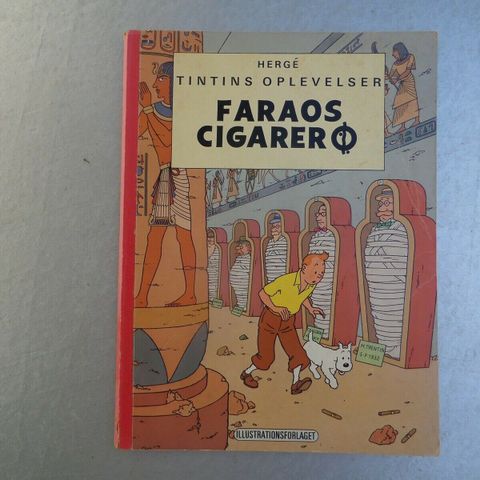 HERGÉ
TINTINS OPLEVELSER
FARAOS
CIGARER
ILLUSTRATIONSFORLAGET